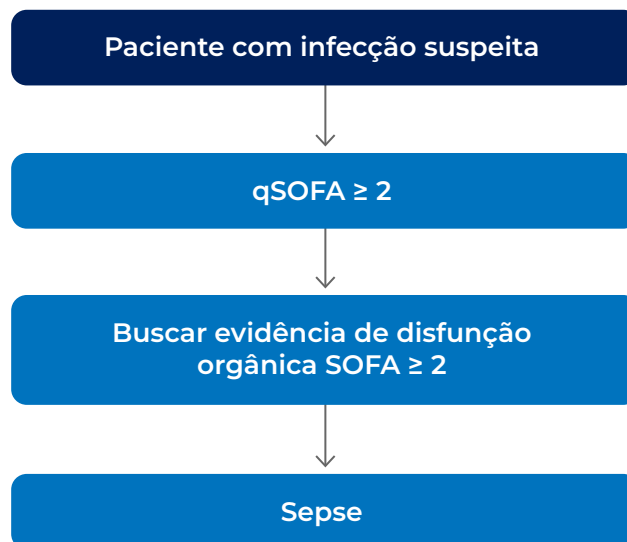 Paciente com infecção suspeita
qSOFA ≥ 2
Buscar evidência de disfunção
orgânica SOFA ≥ 2
Sepse